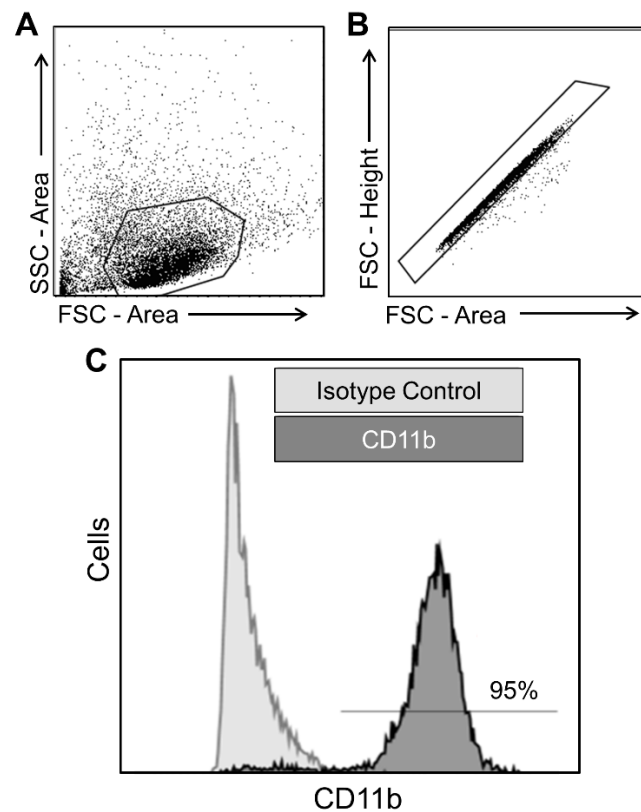 A
SSC - Area
FSC - Area
B
FSC - Height
FSC - Area
C
Isotype Control
CD11b
Cells
95%
CD11b